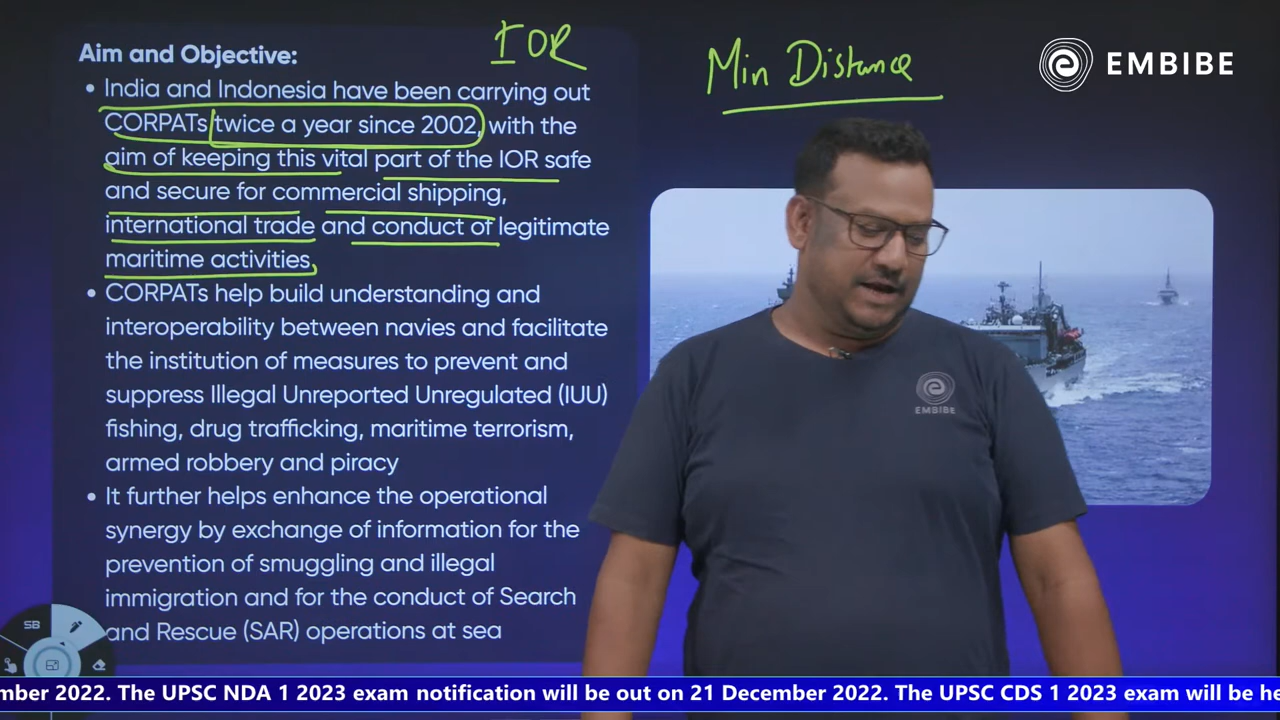 IOR
Min Distance
EMBIBE
Aim and Objective:
• India and Indonesia have been carrying out
CORPATs twice a year since 2002, with the
aim of keeping this vital part of the IOR safe
and secure for commercial shipping,
international trade and conduct of legitimate
maritime activities.
• CORPATs help build understanding and
interoperability between navies and facilitate
the institution of measures to prevent and
suppress Illegal Unreported Unregulated (IUU)
fishing, drug trafficking, maritime terrorism,
armed robbery and piracy
• It further helps enhance the operational
synergy by exchange of information for the
prevention of smuggling and illegal
immigration and for the conduct of Search
and Rescue (SAR) operations at sea
EMBIBE
SB
mber 2022. The UPSC NDA 1 2023 exam notification will be out on 21 December 2022. The UPSC CDS 1 2023 exam will be he